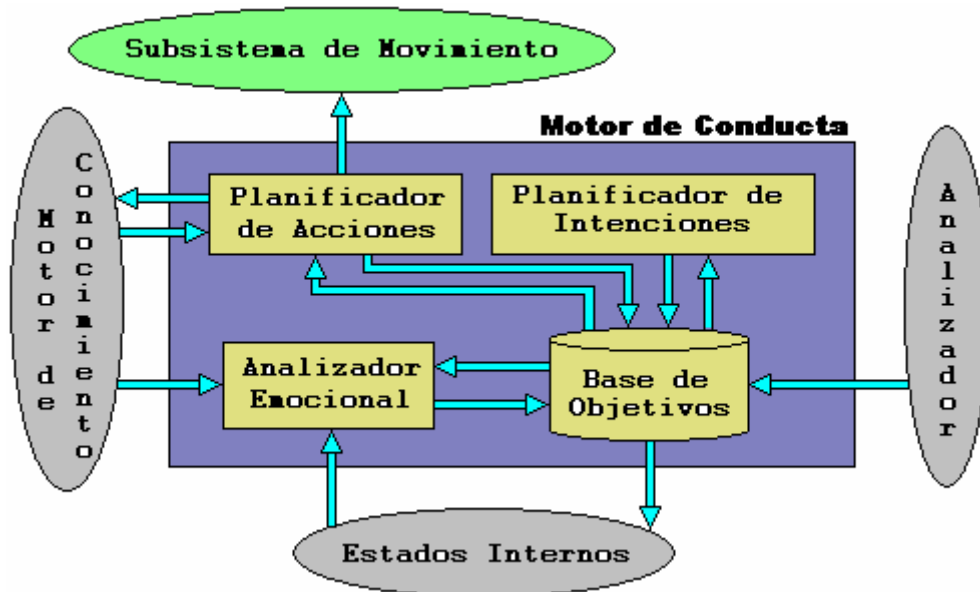 Subsistema de Movimiento
Motor de Conducta
Motor de
Conocimiento
Planificador
de Acciones
Planificador de
Intenciones
Analizador
Analizador
Emocional
Base de
Objetivos
Estados Internos